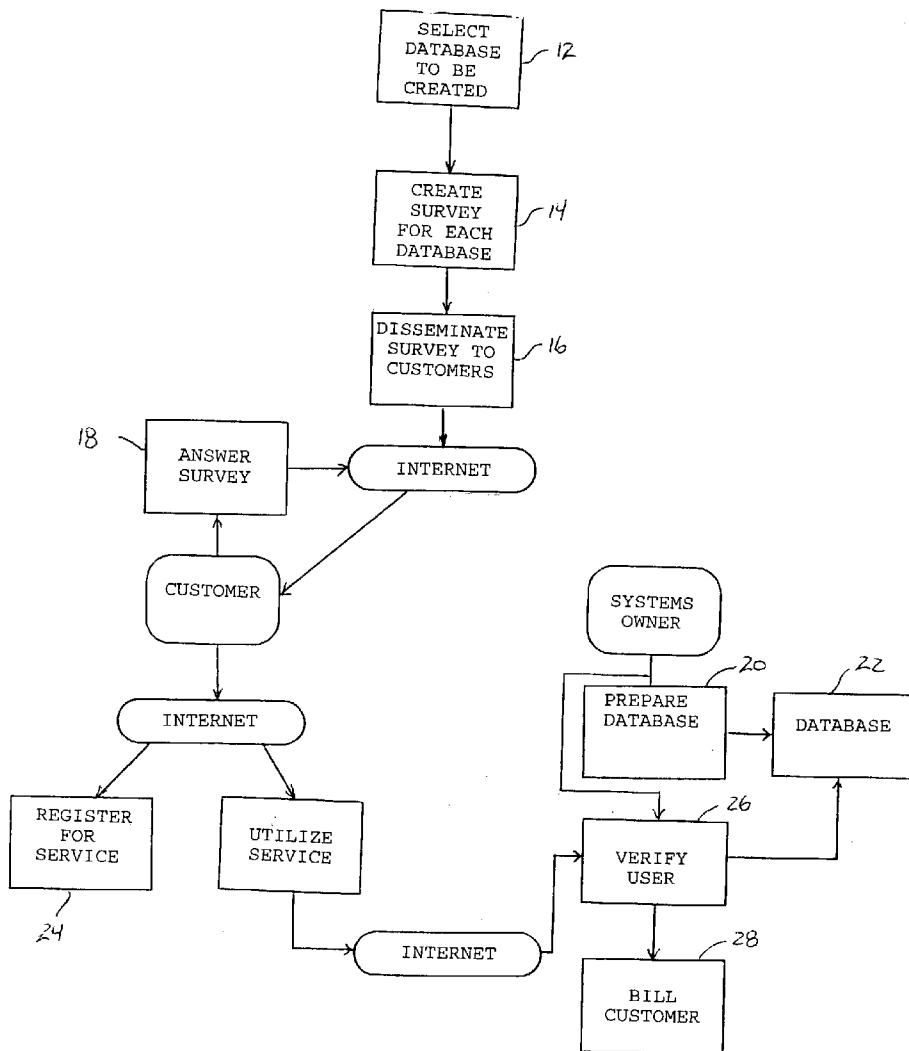 SELECT
DATABASE
TO BE
CREATED
12
CREATE
SURVEY
FOR EACH
DATABASE
14
DISSEMINATE
SURVEY TO
CUSTOMERS
16
18
ANSWER
SURVEY
INTERNET
CUSTOMER
SYSTEMS
OWNER
20
22
PREPARE
DATABASE
DATABASE
INTERNET
26
REGISTER
FOR
SERVICE
24
UTILIZE
SERVICE
VERIFY
USER
INTERNET
28
BILL
CUSTOMER